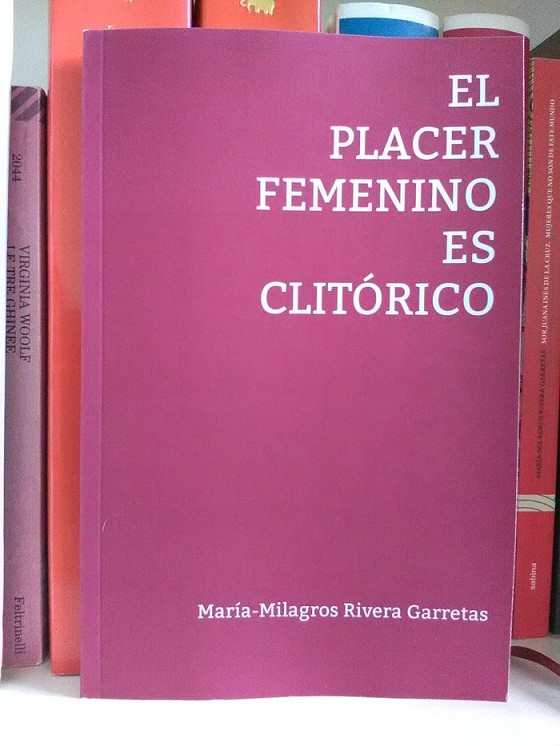 EL
PLACER
FEMENINO
ES
CLITÓRICO
María-Milagros Rivera Garretas
2044
VIRGINIA WOOLF
LE TRE GHINEE
Feltrinelli
MARÍA-MILAGROS RIVERA GARRETAS SOR JUANA INÉS DE LA CRUZ. MUJERES QUE NO SON DE ESTE MUNDO
sabina